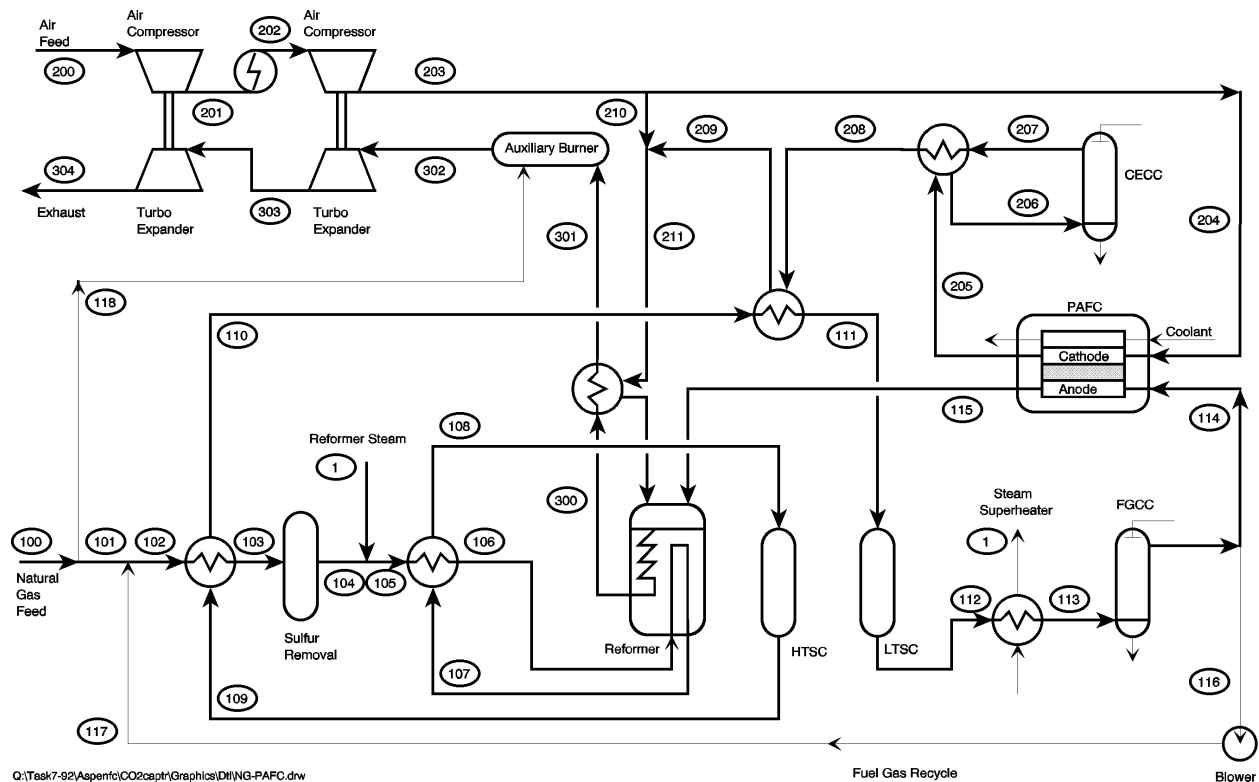 Air
Feed
200
Air
Compressor
201
202
Air
Compressor
203
210
209
208
207
CECC
206
204
205
Auxiliary Burner
302
304
Exhaust
Turbo
Expander
303
Turbo
Expander
301
211
118
110
111
PAFC
Coolant
Cathode
Anode
115
114
108
Reformer Steam
1
300
Steam
Superheater
1
FGCC
100
101
102
103
104
105
106
Natural
Gas
Feed
Sulfur
Removal
Reformer
107
109
HTSC
LTSC
112
113
116
117
Fuel Gas Recycle
Blower
Q:\Task7-92\Aspenfc\CO2captr\Graphics\Dtl\NG-PAFC.drw